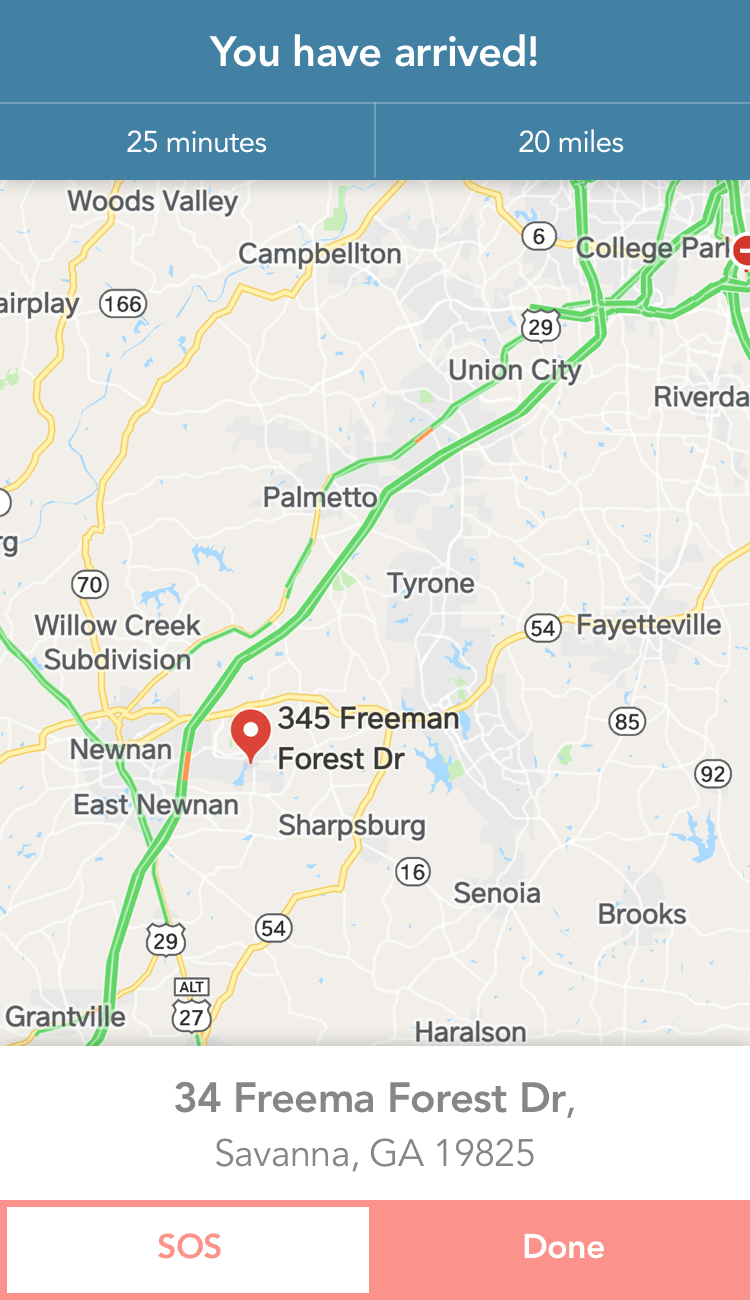 You have arrived!
25 minutes
20 miles
Woods Valley
6
Campbellton
College Parl
airplay
166
29
Union City
Riverda
Palmetto
rg
70
Tyrone
Willow Creek
Subdivision
54
Fayetteville
345 Freeman
Forest Dr
85
Newnan
92
East Newnan
Sharpsburg
16
Senoia
Brooks
54
29
ALT
27
Grantville
Haralson
34 Freema Forest Dr,
Savanna, GA 19825
SOS
Done